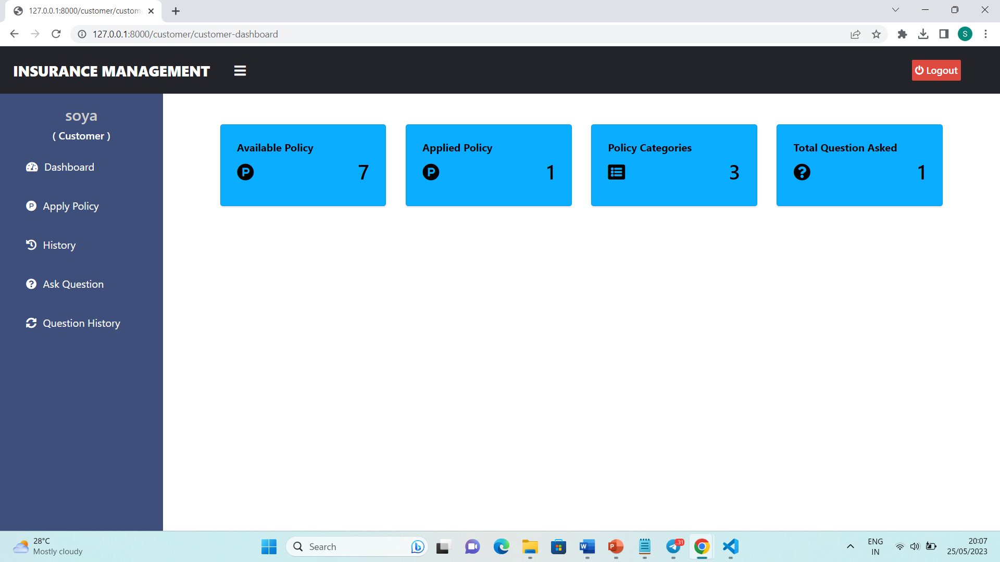 127.0.0.1:8000/customer/custom
127.0.0.1:8000/customer/customer-dashboard
S
INSURANCE MANAGEMENT
Logout
soya
( Customer )
Dashboard
P Apply Policy
History
? Ask Question
Question History
Available Policy
P 7
Applied Policy
P 1
Policy Categories
3
Total Question Asked
? 1
28°C
Mostly cloudy
Search
b
W
P
31
ENG
IN
20:07
25/05/2023